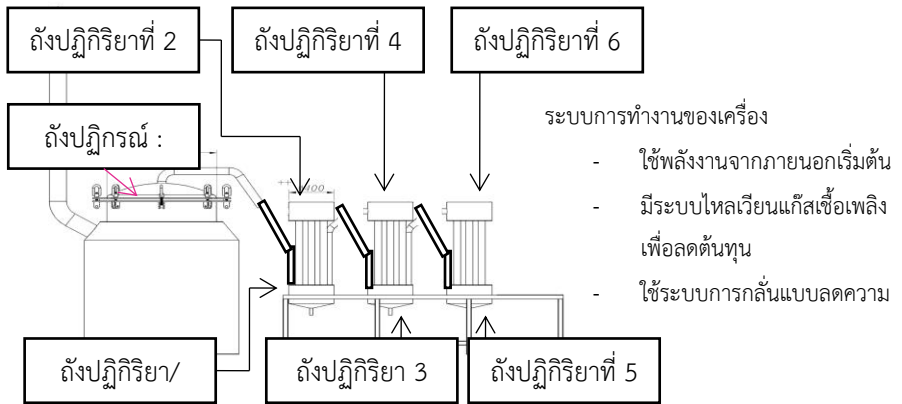 ถังปฏิกิริยาที่ 2
ถังปฏิกิริยาที่ 4
ถังปฏิกิริยาที่ 6
ถังปฏิกรณ์ :
ระบบการทำงานของเครื่อง
- ใช้พลังงานจากภายนอกเริ่มต้น
- มีระบบไหลเวียนแก๊สเชื้อเพลิง
เพื่อลดต้นทุน
- ใช้ระบบการกลั่นแบบลดความ
ถังปฏิกิริยา/
ถังปฏิกิริยา 3
ถังปฏิกิริยาที่ 5